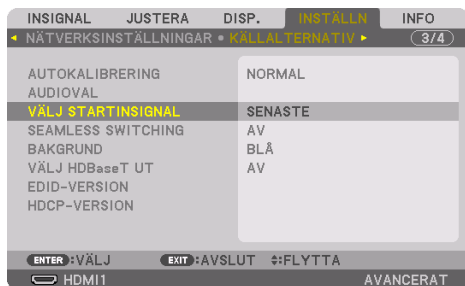 INSIGNAL JUSTERA DISP. INSTÄLLN INFO
NÄTVERKSINSTÄLLNINGAR • KÄLLALTERNATIV 3/4
AUTOKALIBRERING NORMAL
AUDIOVAL
VÄLJ STARTINSIGNAL SENASTE
SEAMLESS SWITCHING AV
BAKGRUND BLÅ
VÄLJ HDBaseT UT AV
EDID-VERSION
HDCP-VERSION
ENTER:VÄLJ EXIT:AVSLUT :FLYTTA
HDMI1 AVANCERAT